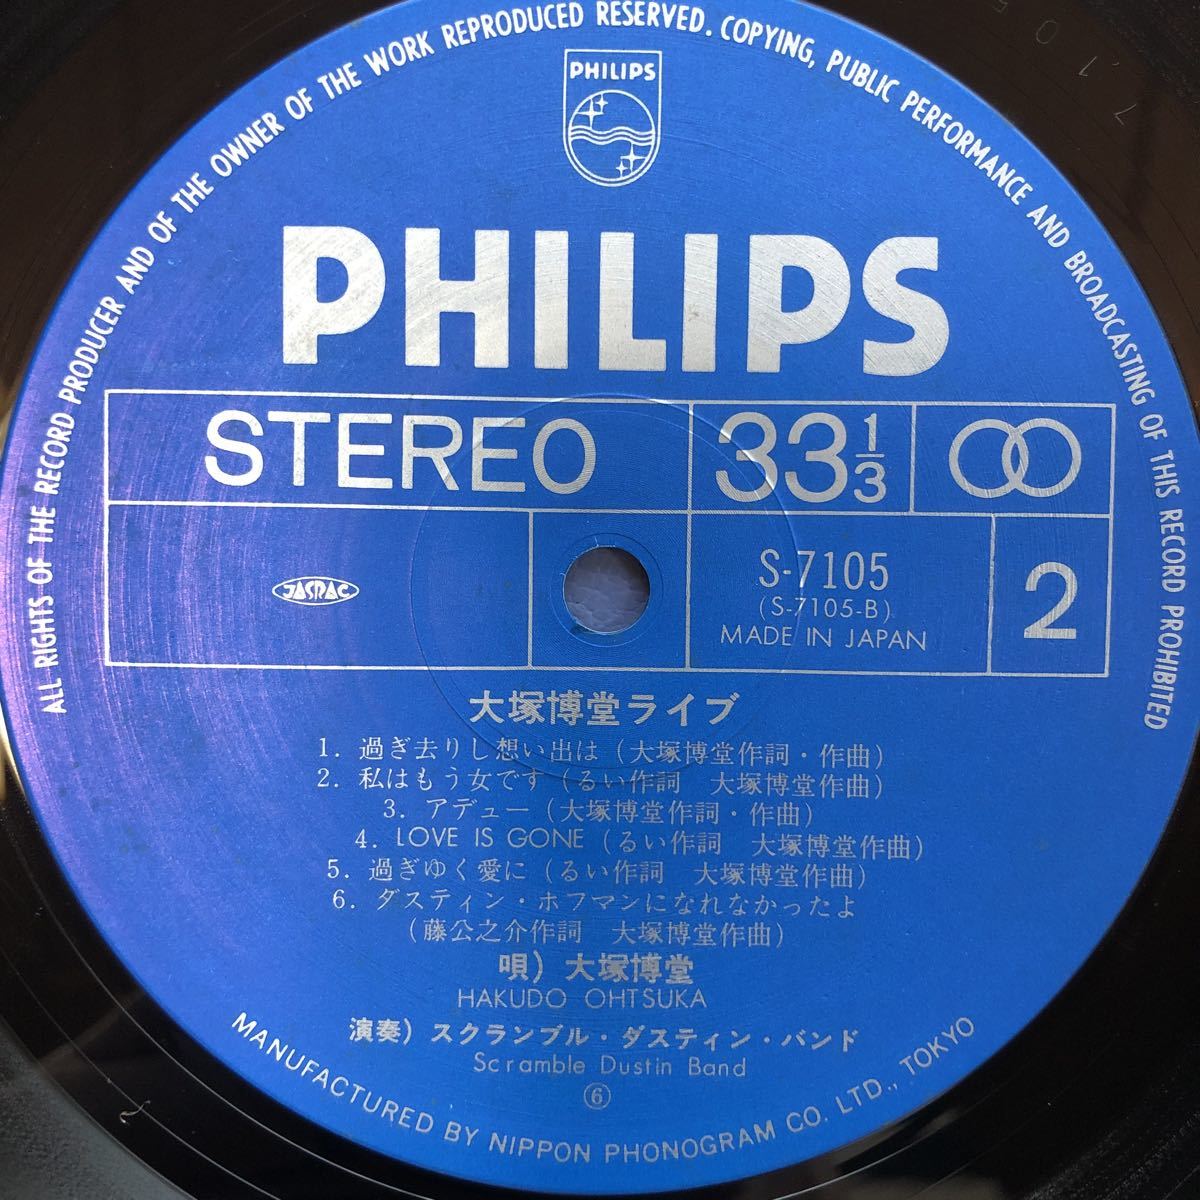 ALL RIGHTS OF THE RECORD PRODUCER AND OF THE OWNER OF THE WORK REPRODUCED RESERVED. COPYING, PUBLIC PERFORMANCE AND BROADCASTING OF THIS RECORD PROHIBITED
PHILIPS
PHILIPS
STEREO
33 1/3
JASRAC
S-7105
(S-7105-B)
MADE IN JAPAN
2
大塚博堂ライブ
1. 過ぎ去りし想い出は(大塚博堂作詞・作曲)
2. 私はもう女です(るい作詞 大塚博堂作曲)
3. アデュー(大塚博堂作詞・作曲)
4. LOVE IS GONE (るい作詞 大塚博堂作曲)
5. 過ぎゆく愛に(るい作詞 大塚博堂作曲)
6. ダスティン・ホフマンになれなかったよ
(藤公之介作詞 大塚博堂作曲)
唄) 大塚博堂
HAKUDO OHTSUKA
演奏) スクランブル・ダスティン・バンド
Scramble Dustin Band
⑥
MANUFACTURED BY NIPPON PHONOGRAM CO. LTD., TOKYO